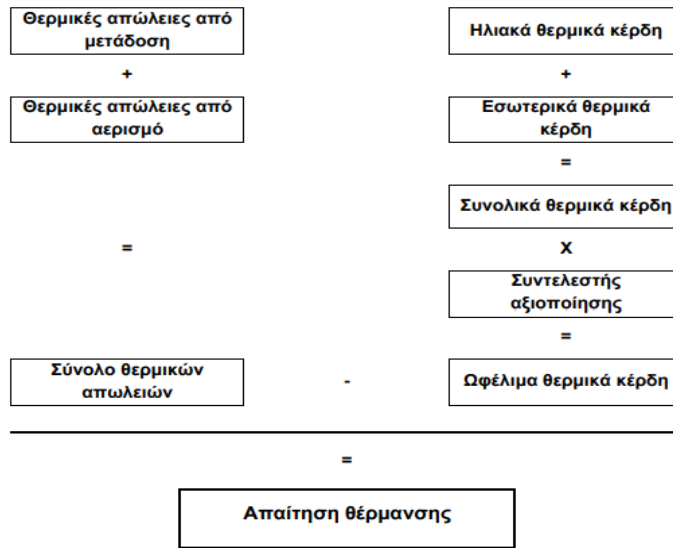 Θερμικές απώλειες από
μετάδοση
Ηλιακά θερμικά κέρδη
+
+
Θερμικές απώλειες από
αερισμό
Εσωτερικά θερμικά
κέρδη
=
Συνολικά θερμικά κέρδη
=
X
Συντελεστής
αξιοποίησης
=
Σύνολο θερμικών
απωλειών
-
Ωφέλιμα θερμικά κέρδη
=
Απαίτηση θέρμανσης